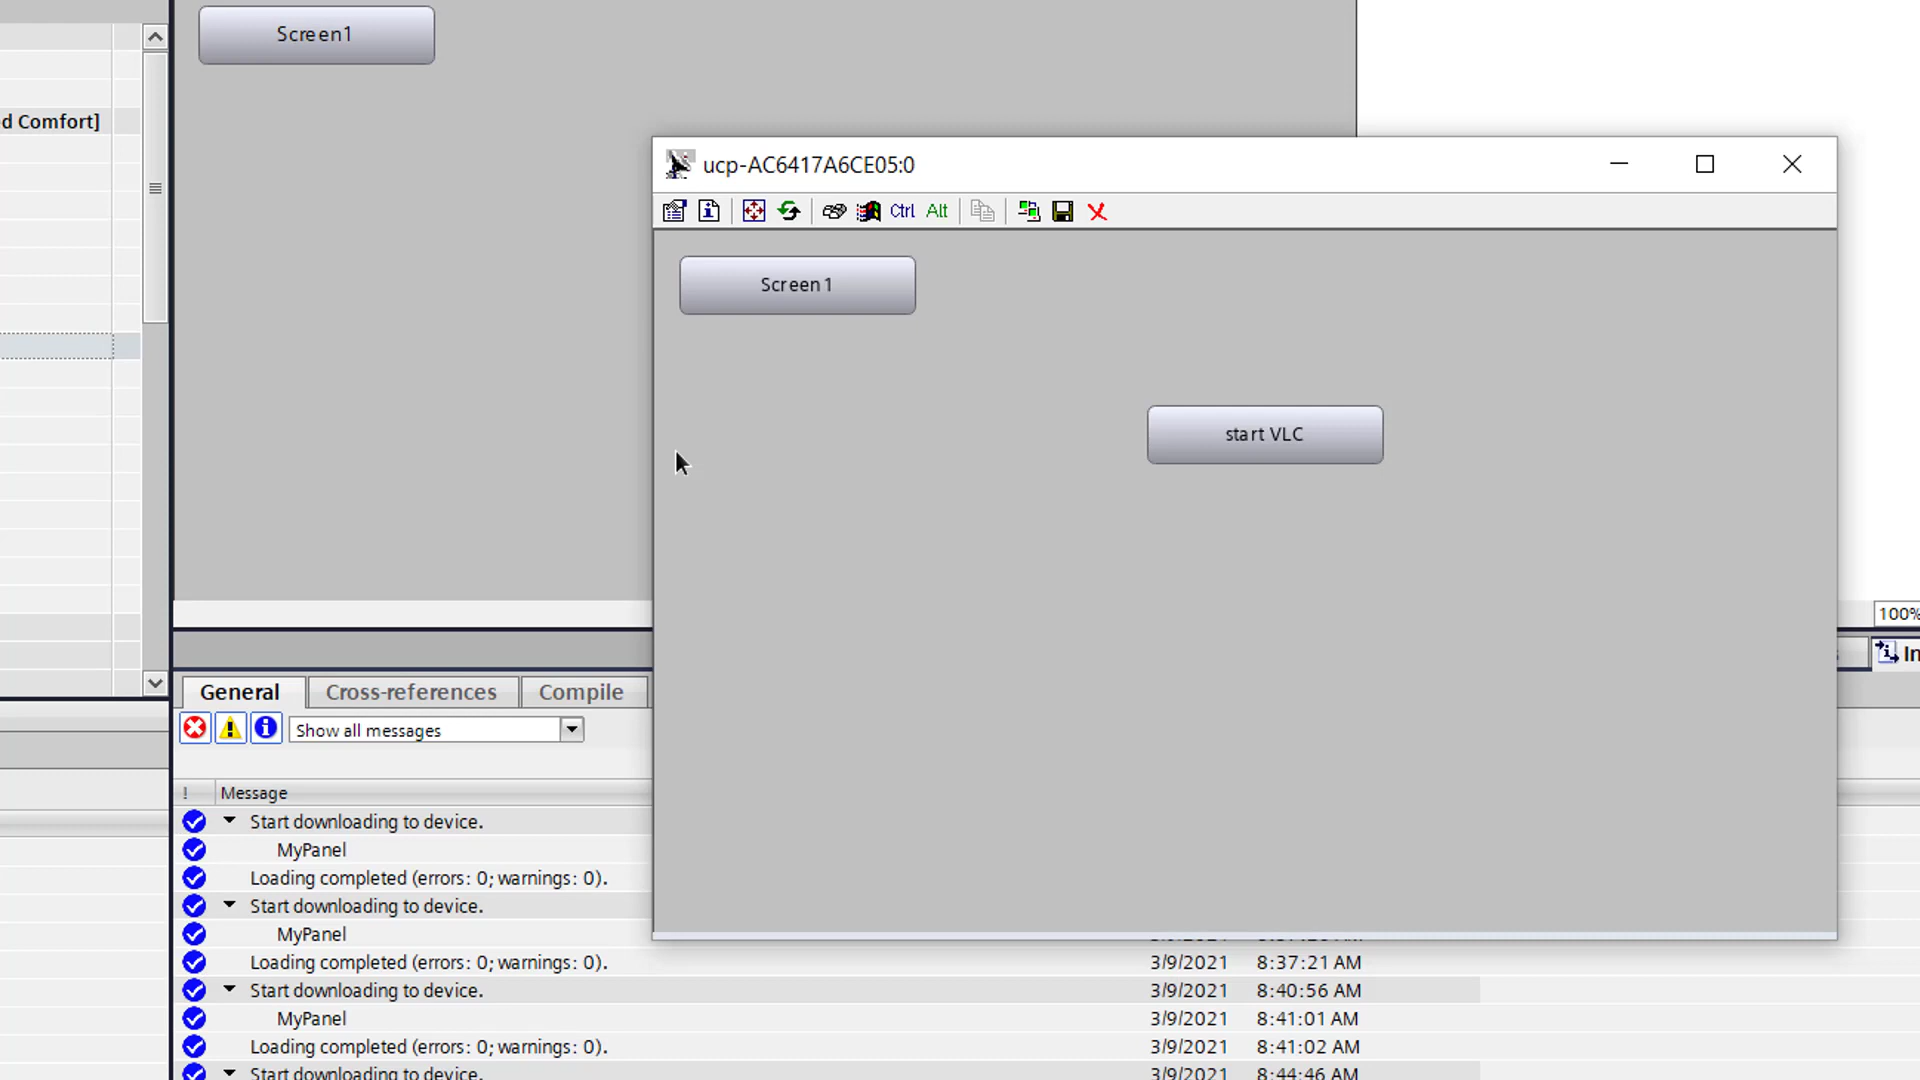 Screen1
d Comfort]
ucp-AC6417A6CE05:0
Ctrl Alt
Screen1
start VLC
100%
General Cross-references Compile
Show all messages
! Message
Start downloading to device.
MyPanel
Loading completed (errors: 0; warnings: 0).
Start downloading to device.
MyPanel
Loading completed (errors: 0; warnings: 0). 3/9/2021 8:37:21 AM
Start downloading to device. 3/9/2021 8:40:56 AM
MyPanel 3/9/2021 8:41:01 AM
Loading completed (errors: 0; warnings: 0). 3/9/2021 8:41:02 AM
Start downloading to device. 3/9/2021 8:44:46 AM